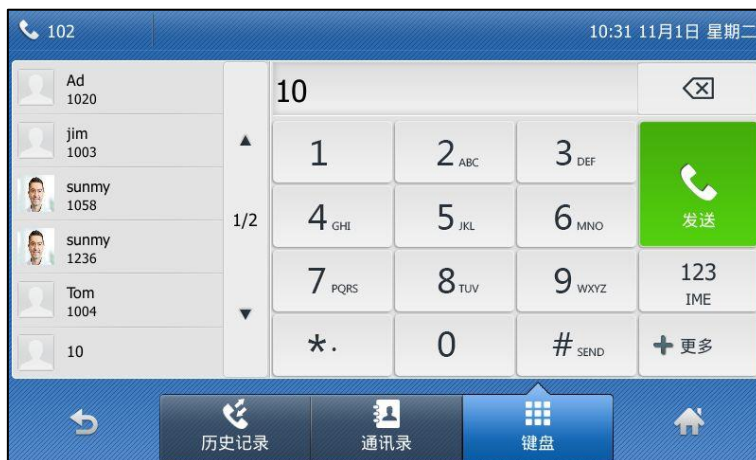 102
10:31 11月1日 星期二
Ad
1020
jim
1003
sunmy
1058
sunmy
1236
Tom
1004
10
1/2
10
1 2 ABC 3 DEF
发送
4 GHI 5 JKL 6 MNO
7 PQRS 8 TUV 9 WXYZ
123
IME
*. 0 # SEND
更多
历史记录 通讯录 键盘